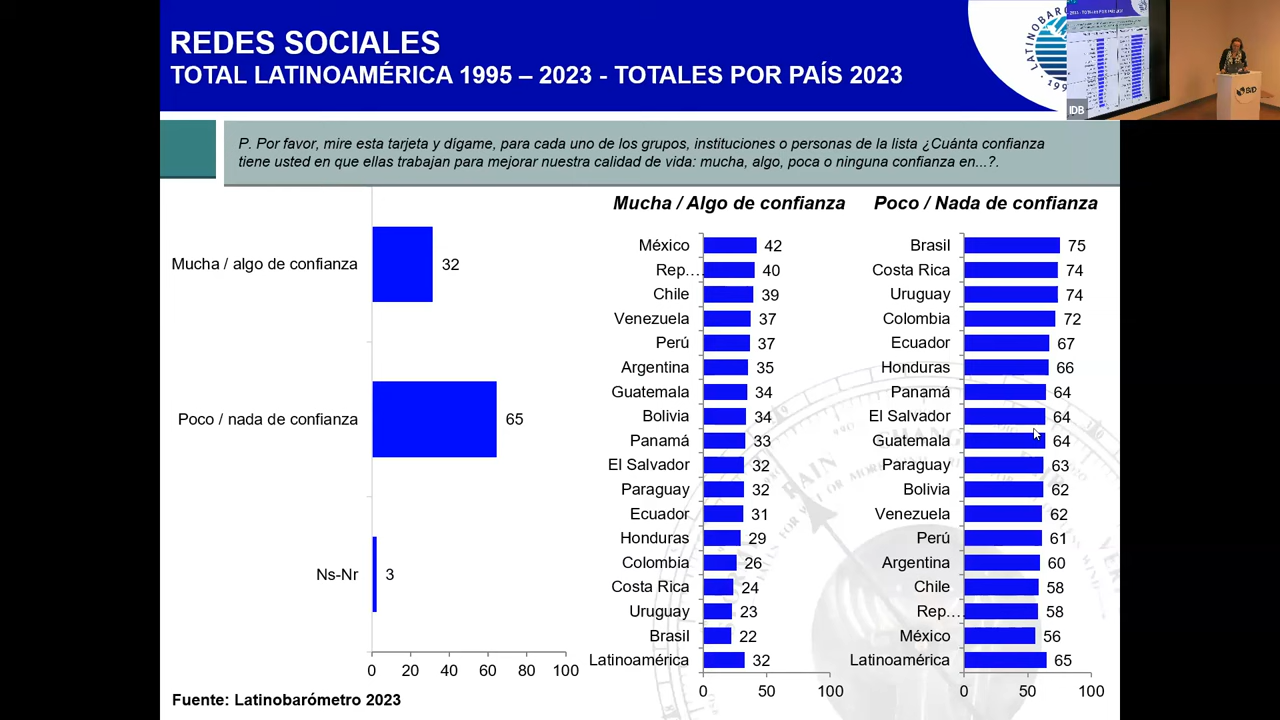 REDES SOCIALES
TOTAL LATINOAMÉRICA 1995 – 2023 - TOTALES POR PAÍS 2023
LATINOBARÓ
IDB
BID
P. Por favor, mire esta tarjeta y dígame, para cada uno de los grupos, instituciones o personas de la lista ¿Cuánta confianza
tiene usted en que ellas trabajan para mejorar nuestra calidad de vida: mucha, algo, poca o ninguna confianza en...?.
Mucha / algo de confianza 32
Poco / nada de confianza 65
Ns-Nr 3
0 20 40 60 80 100
Mucha / Algo de confianza
México 42
Rep.... 40
Chile 39
Venezuela 37
Perú 37
Argentina 35
Guatemala 34
Bolivia 34
Panamá 33
El Salvador 32
Paraguay 32
Ecuador 31
Honduras 29
Colombia 26
Costa Rica 24
Uruguay 23
Brasil 22
Latinoamérica 32
0 50 100
Poco / Nada de confianza
Brasil 75
Costa Rica 74
Uruguay 74
Colombia 72
Ecuador 67
Honduras 66
Panamá 64
El Salvador 64
Guatemala 64
Paraguay 63
Bolivia 62
Venezuela 62
Perú 61
Argentina 60
Chile 58
Rep.... 58
México 56
Latinoamérica 65
0 50 100
RAIN
CHANGE
Fuente: Latinobarómetro 2023